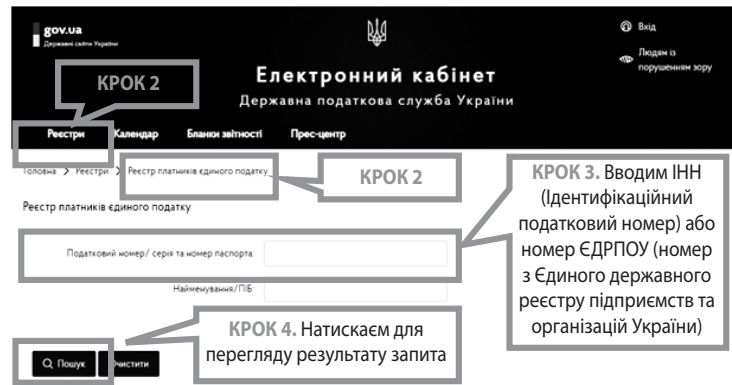 gov.ua
Державні сайти України
Вхід
Людям із
порушенням зору
КРОК 2
Електронний кабінет
Державна податкова служба України
Реєстри Календар Бланки звітності Прес-центр
Головна > Реєстри > Реєстр платників єдиного податку
КРОК 2
Реєстр платників єдиного податку
КРОК 3. Вводим ІНН
(Ідентифікаційний
податковий номер) або
номер ЄДРПОУ (номер
з Єдиного державного
реєстру підприємств та
організацій України)
Податковий номер/ серія та номер паспорта:
Найменування/ПІБ:
КРОК 4. Натискаєм для
перегляду результату запита
Пошук Очистити